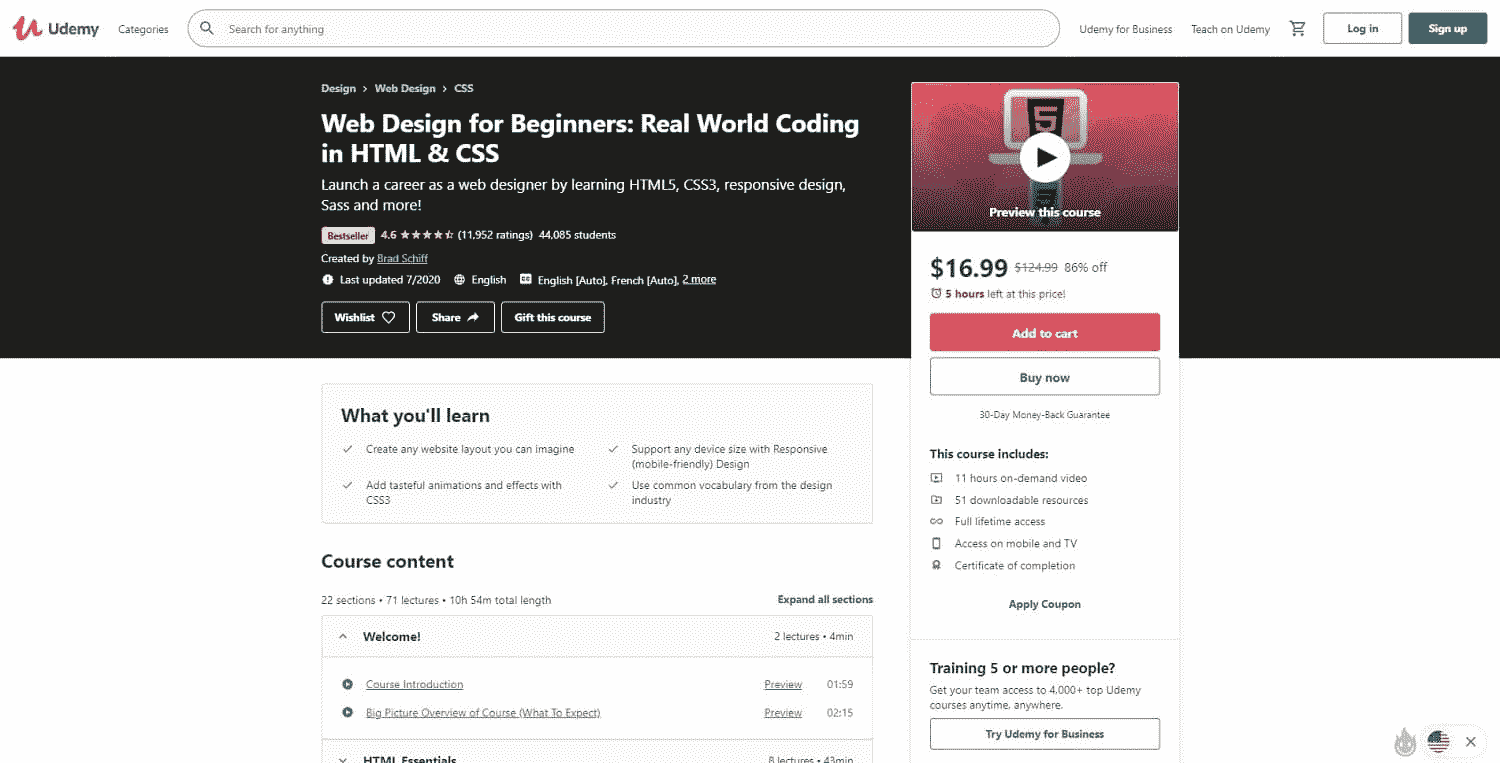 Udemy
Categories
Search for anything
Udemy for Business
Teach on Udemy
Log in
Sign up
Design > Web Design > CSS
Web Design for Beginners: Real World Coding
in HTML & CSS
Launch a career as a web designer by learning HTML5, CSS3, responsive design,
Sass and more!
Bestseller 4.6 (11,952 ratings) 44,085 students
Created by Brad Schiff
Last updated 7/2020 English English [Auto], French [Auto], 2 more
Wishlist
Share
Gift this course
5
Preview this course
$16.99 $124.99 86% off
5 hours left at this price!
Add to cart
Buy now
30-Day Money-Back Guarantee
This course includes:
11 hours on-demand video
51 downloadable resources
Full lifetime access
Access on mobile and TV
Certificate of completion
Apply Coupon
Training 5 or more people?
Get your team access to 4,000+ top Udemy
courses anytime, anywhere.
Try Udemy for Business
What you'll learn
Create any website layout you can imagine
Support any device size with Responsive
(mobile-friendly) Design
Add tasteful animations and effects with
CSS3
Use common vocabulary from the design
industry
Course content
22 sections • 71 lectures • 10h 54m total length
Expand all sections
Welcome!
2 lectures • 4min
Course Introduction
Preview
01:59
Big Picture Overview of Course (What To Expect)
Preview
02:15
HTML Essentials
8 lectures • 43min